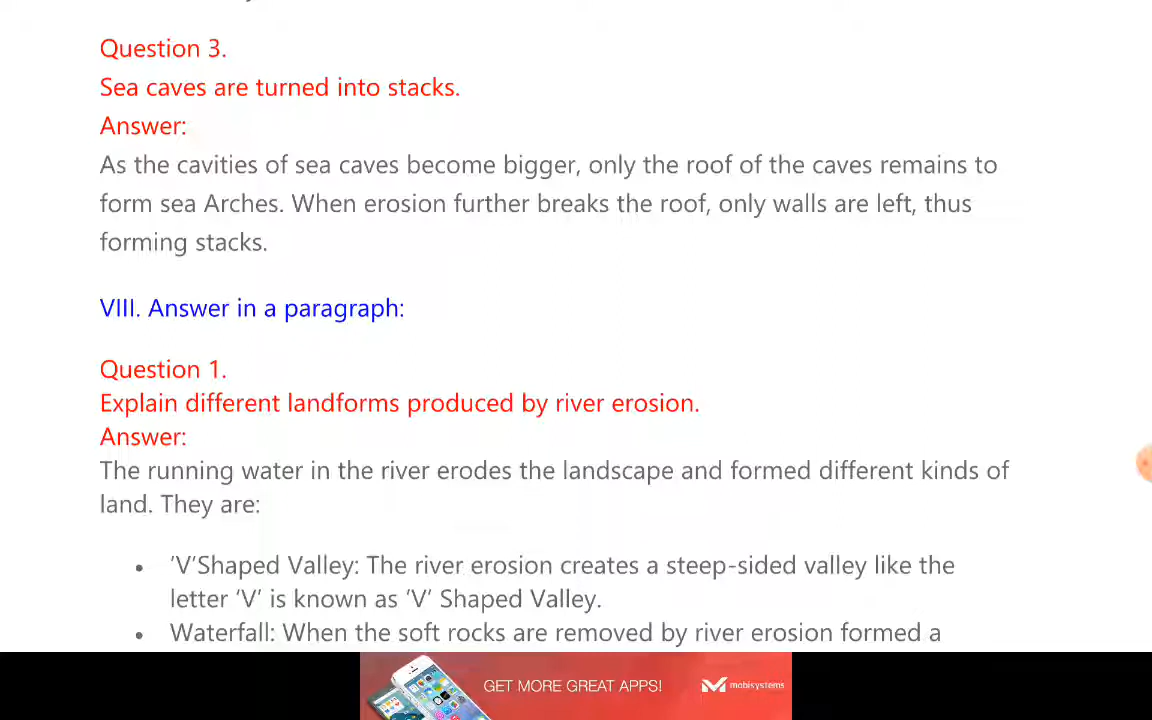 Question 3.
Sea caves are turned into stacks.
Answer:
As the cavities of sea caves become bigger, only the roof of the caves remains to
form sea Arches. When erosion further breaks the roof, only walls are left, thus
forming stacks.
VIII. Answer in a paragraph:
Question 1.
Explain different landforms produced by river erosion.
Answer:
The running water in the river erodes the landscape and formed different kinds of
land. They are:
• ‘V’Shaped Valley: The river erosion creates a steep-sided valley like the
letter ‘V’ is known as ‘V’ Shaped Valley.
• Waterfall: When the soft rocks are removed by river erosion formed a
GET MORE GREAT APPS!
mobisystems